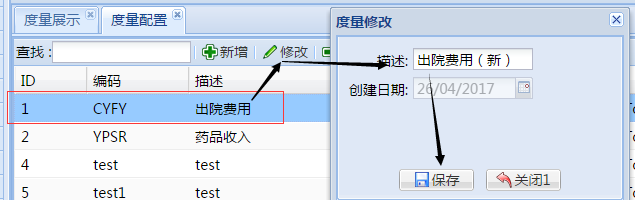 度量展示 度量配置
查找： 新增 修改
ID 编码 描述
1 CYFY 出院费用
2 YPSR 药品收入
4 test test
5 test1 test
度量修改
描述: 出院费用（新）
创建日期: 26/04/2017
保存 关闭1